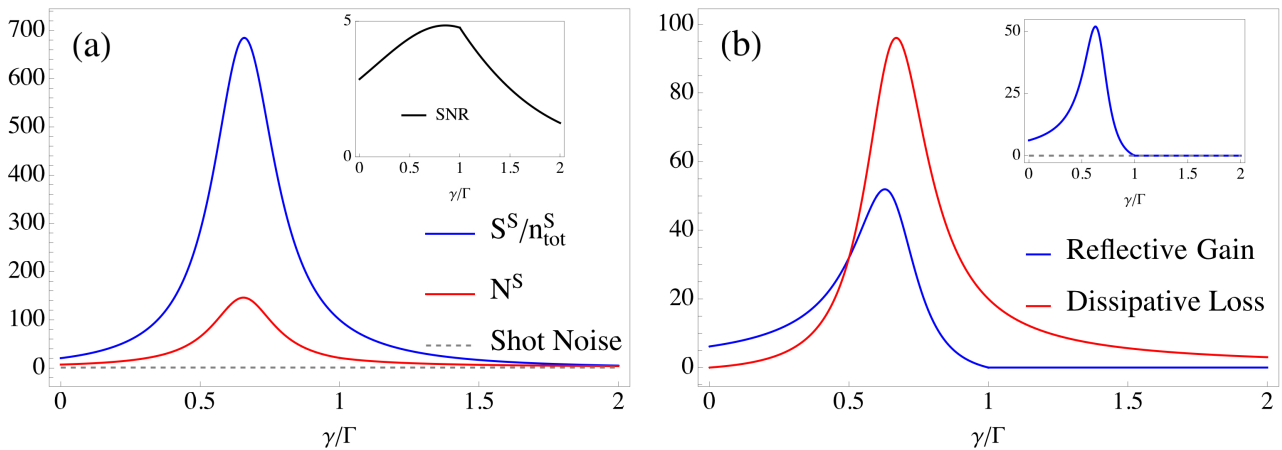 (a)
700
600
500
400
300
200
100
0
0 0.5 1 1.5 2
γ/Γ
5
0
0 0.5 1 1.5 2
γ/Γ
SNR
S^S/n^S_tot
N^S
Shot Noise
(b)
100
80
60
40
20
0
0 0.5 1 1.5 2
γ/Γ
50
25
0
0 0.5 1 1.5 2
γ/Γ
Reflective Gain
Dissipative Loss